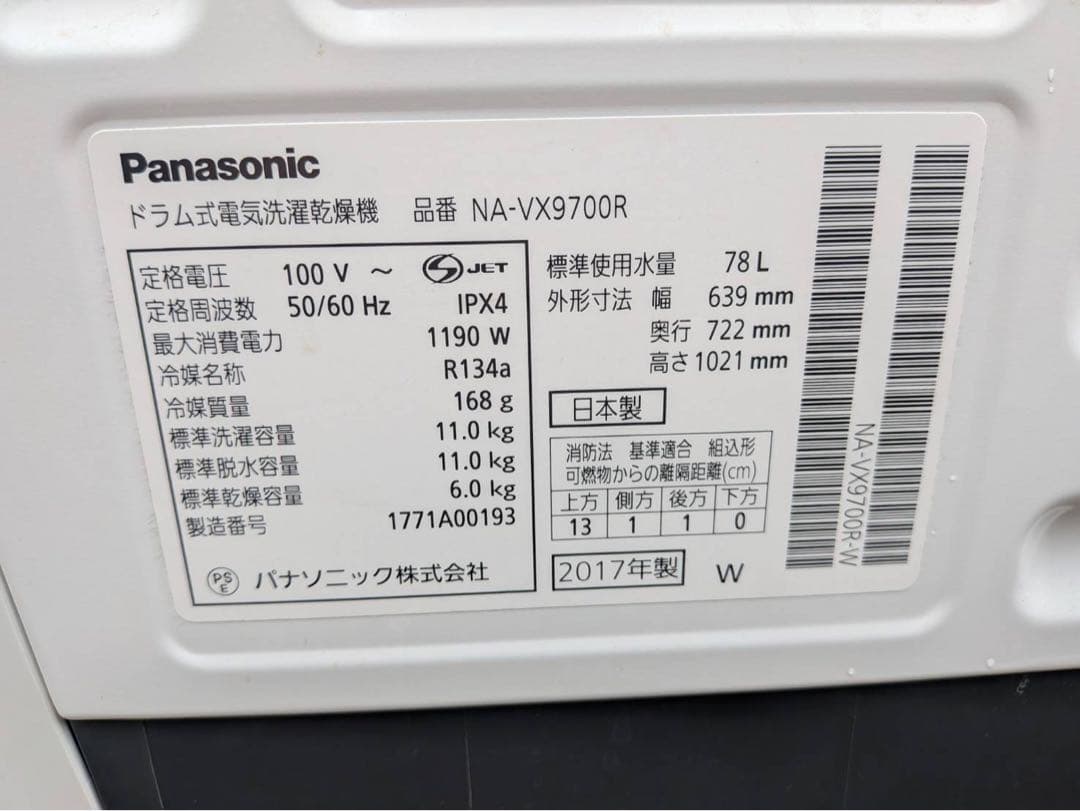 Panasonic
ドラム式電気洗濯乾燥機 品番 NA-VX9700R
定格電圧 100 V ～ S JET
定格周波数 50/60 Hz IPX4
最大消費電力 1190 W
冷媒名称 R134a
冷媒質量 168 g
標準洗濯容量 11.0 kg
標準脱水容量 11.0 kg
標準乾燥容量 6.0 kg
製造番号 1771A00193
PSE パナソニック株式会社
標準使用水量 78 L
外形寸法 幅 639 mm
奥行 722 mm
高さ 1021 mm
日本製
消防法 基準適合 組込形
可燃物からの離隔距離(cm)
上方 側方 後方 下方
13 1 1 0
2017年製 W
NA-VX9700R-W